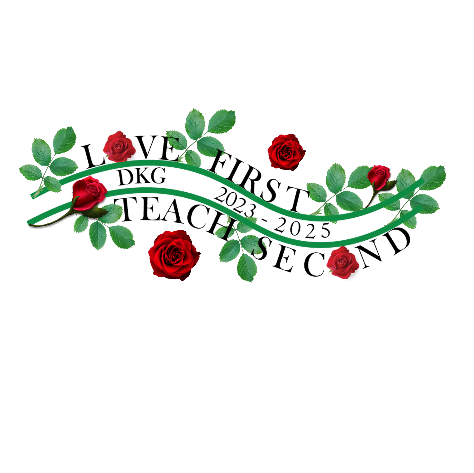 LOVE FIRST
DKG 2023 - 2025
TEACH SECOND